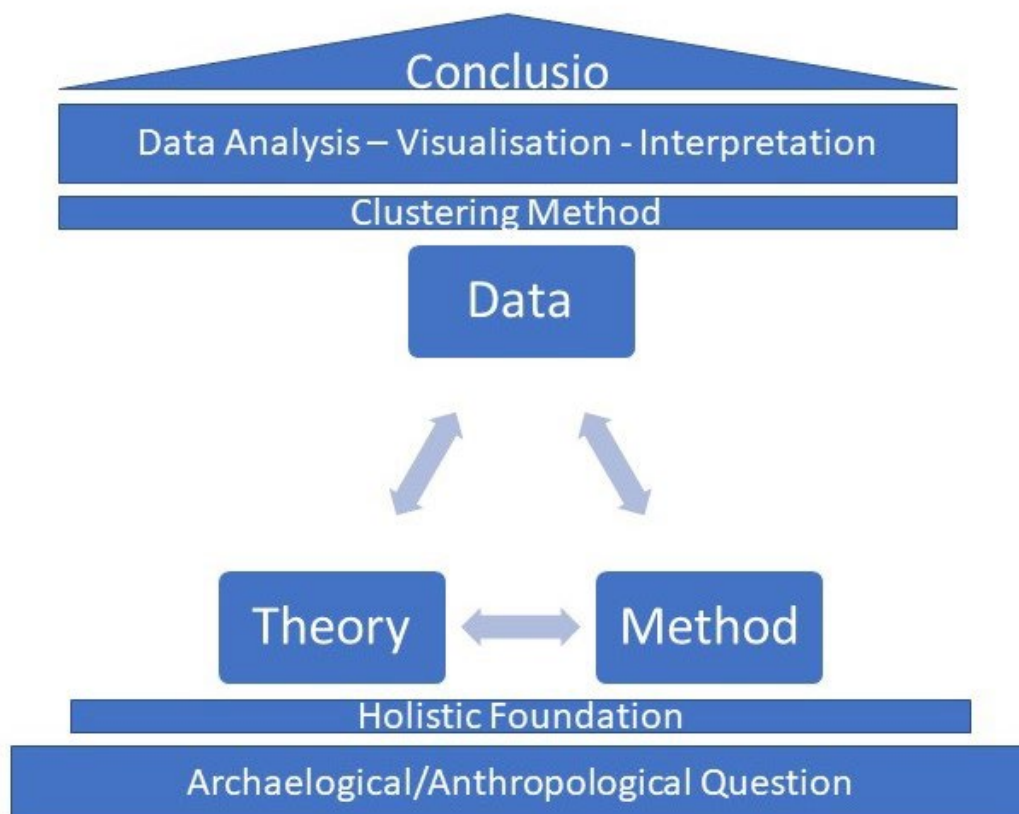 Conclusio
Data Analysis – Visualisation - Interpretation
Clustering Method
Data
Theory
Method
Holistic Foundation
Archaelogical/Anthropological Question